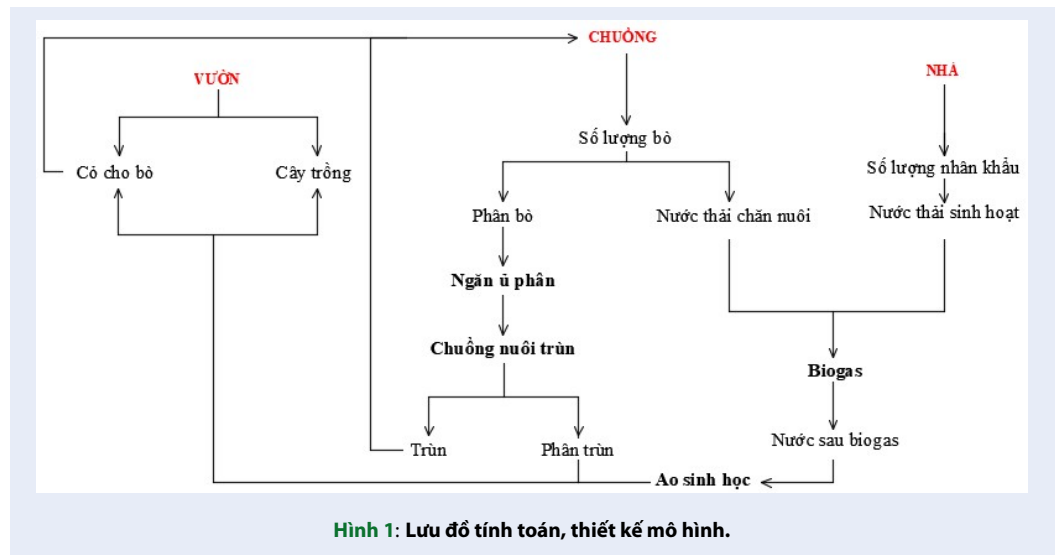 CHUỒNG
VƯỜN
NHÀ
Số lượng bò
Cỏ cho bò
Cây trồng
Số lượng nhân khẩu
Phân bò
Nước thải chăn nuôi
Nước thải sinh hoạt
Ngăn ủ phân
Chuồng nuôi trùn
Biogas
Trùn
Phân trùn
Nước sau biogas
Ao sinh học
Hình 1: Lưu đồ tính toán, thiết kế mô hình.